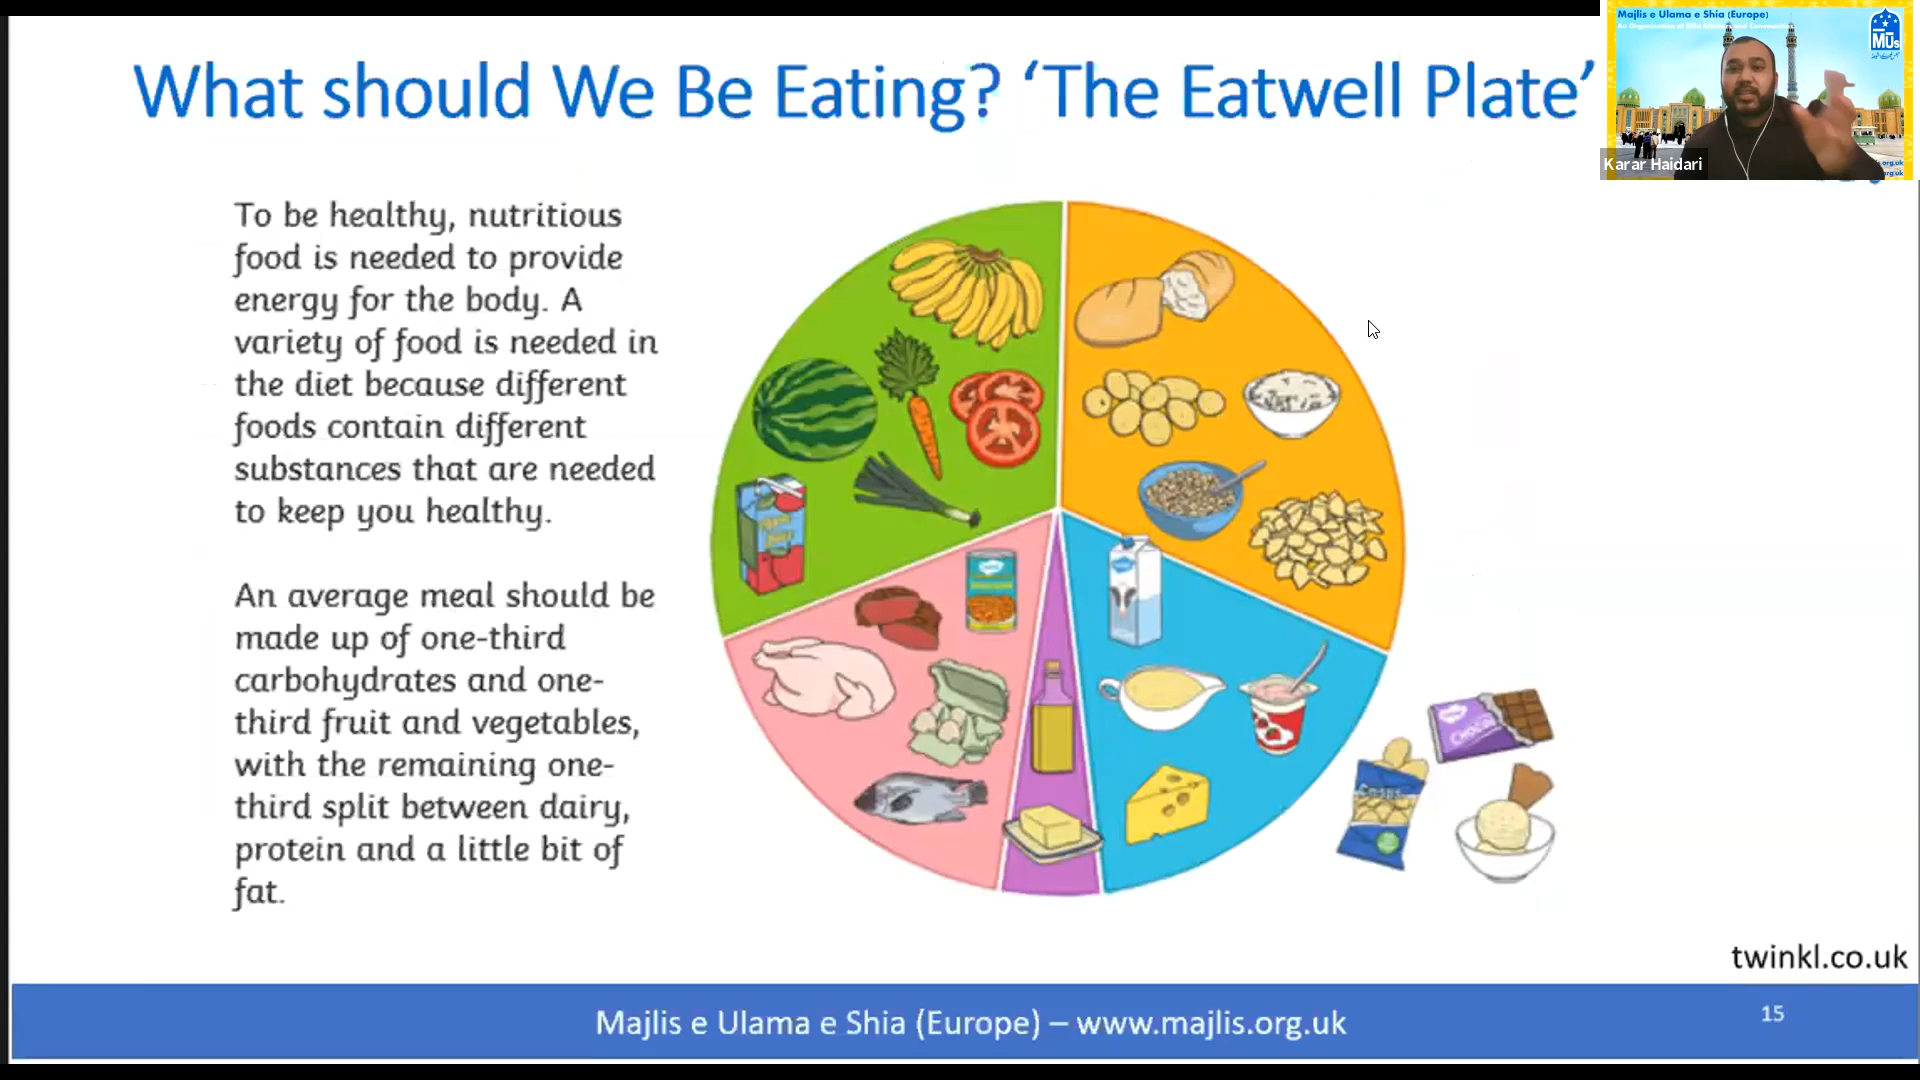 What should We Be Eating? ‘The Eatwell Plate’
Majlis e Ulama e Shia (Europe)
MUs
Karar Haidari
To be healthy, nutritious
food is needed to provide
energy for the body. A
variety of food is needed in
the diet because different
foods contain different
substances that are needed
to keep you healthy.
An average meal should be
made up of one-third
carbohydrates and one-
third fruit and vegetables,
with the remaining one-
third split between dairy,
protein and a little bit of
fat.
Crisps
twinkl.co.uk
Majlis e Ulama e Shia (Europe) – www.majlis.org.uk
15